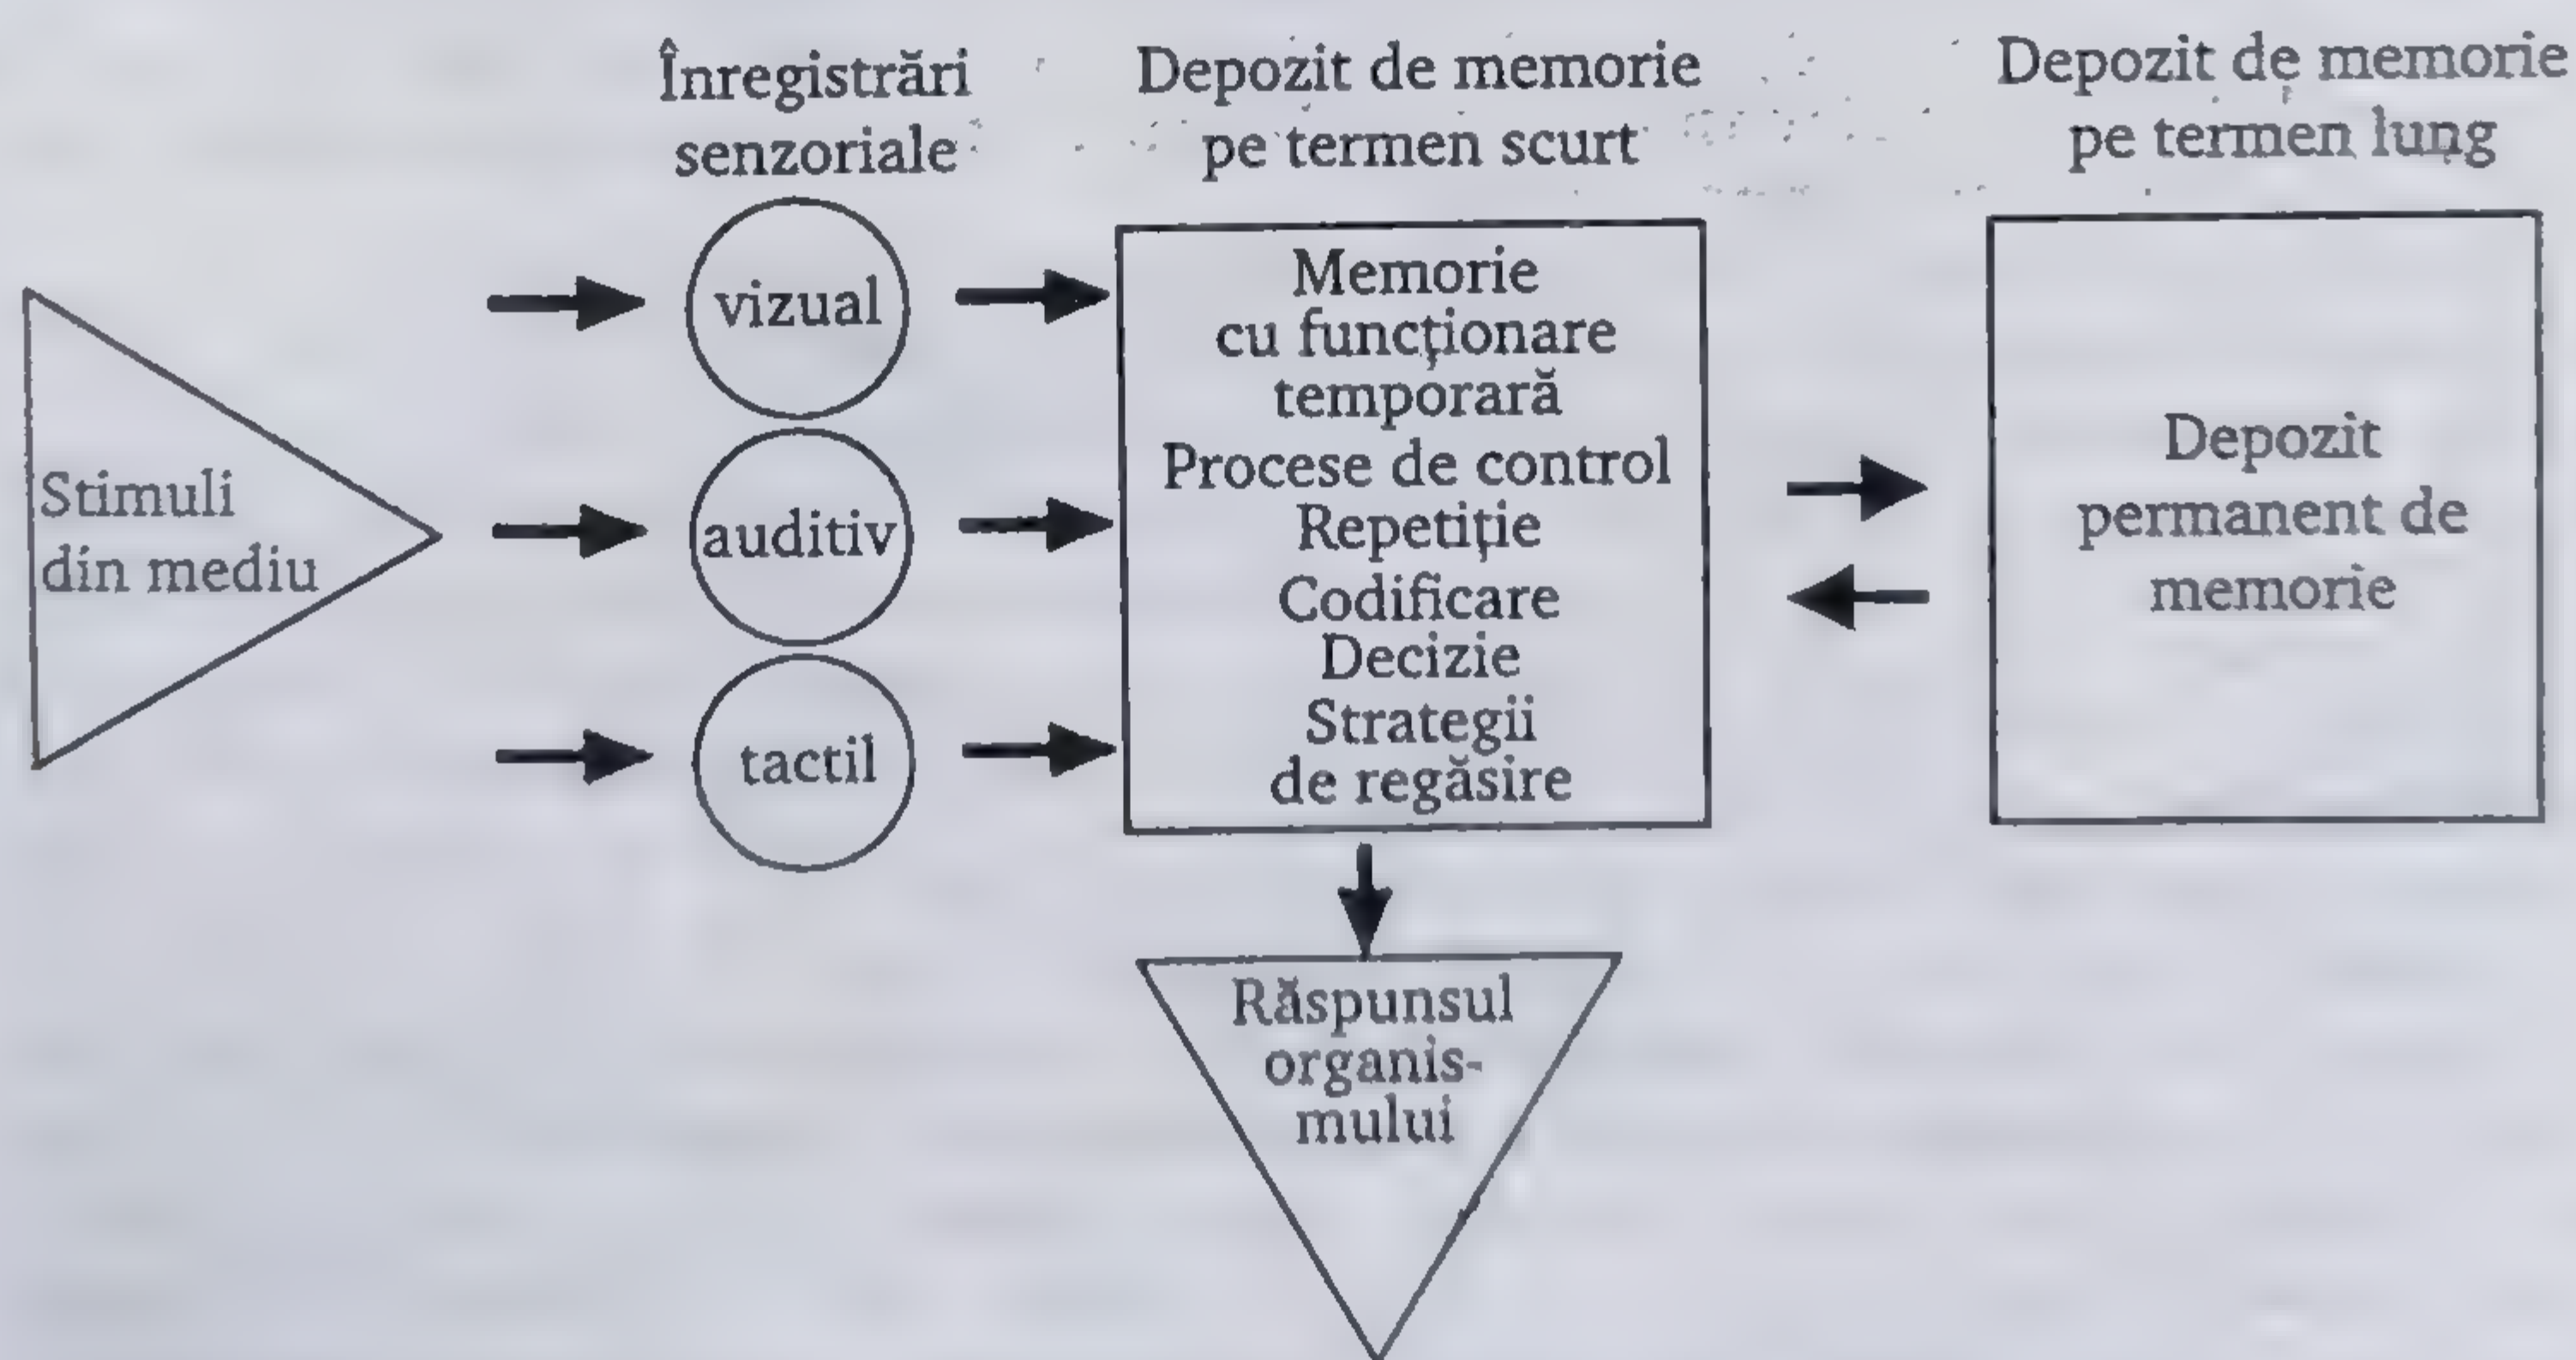 Înregistrări
senzoriale
Depozit de memorie
pe termen scurt
Depozit de memorie
pe termen lung
Stimuli
din mediu
vizual
auditiv
tactil
Memorie
cu funcționare
temporară
Procese de control
Repetiție
Codificare
Decizie
Strategii
de regăsire
Depozit
permanent de
memorie
Răspunsul
organis-
mului